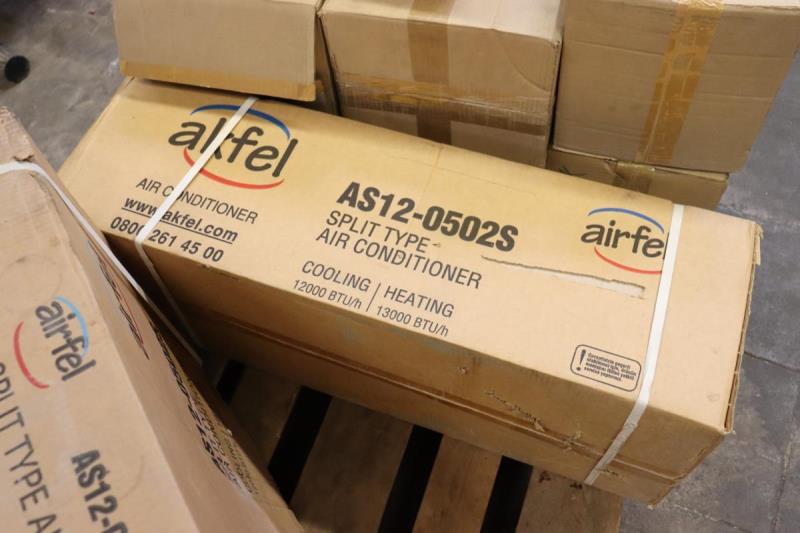 akfel
AIR CONDITIONER
www.akfel.com
0800 261 45 00
AS12-0502S
SPLIT TYPE
AIR CONDITIONER
COOLING
12000 BTU/h
HEATING
13000 BTU/h
airfel
airfel
SPLIT TYPE
AS12-